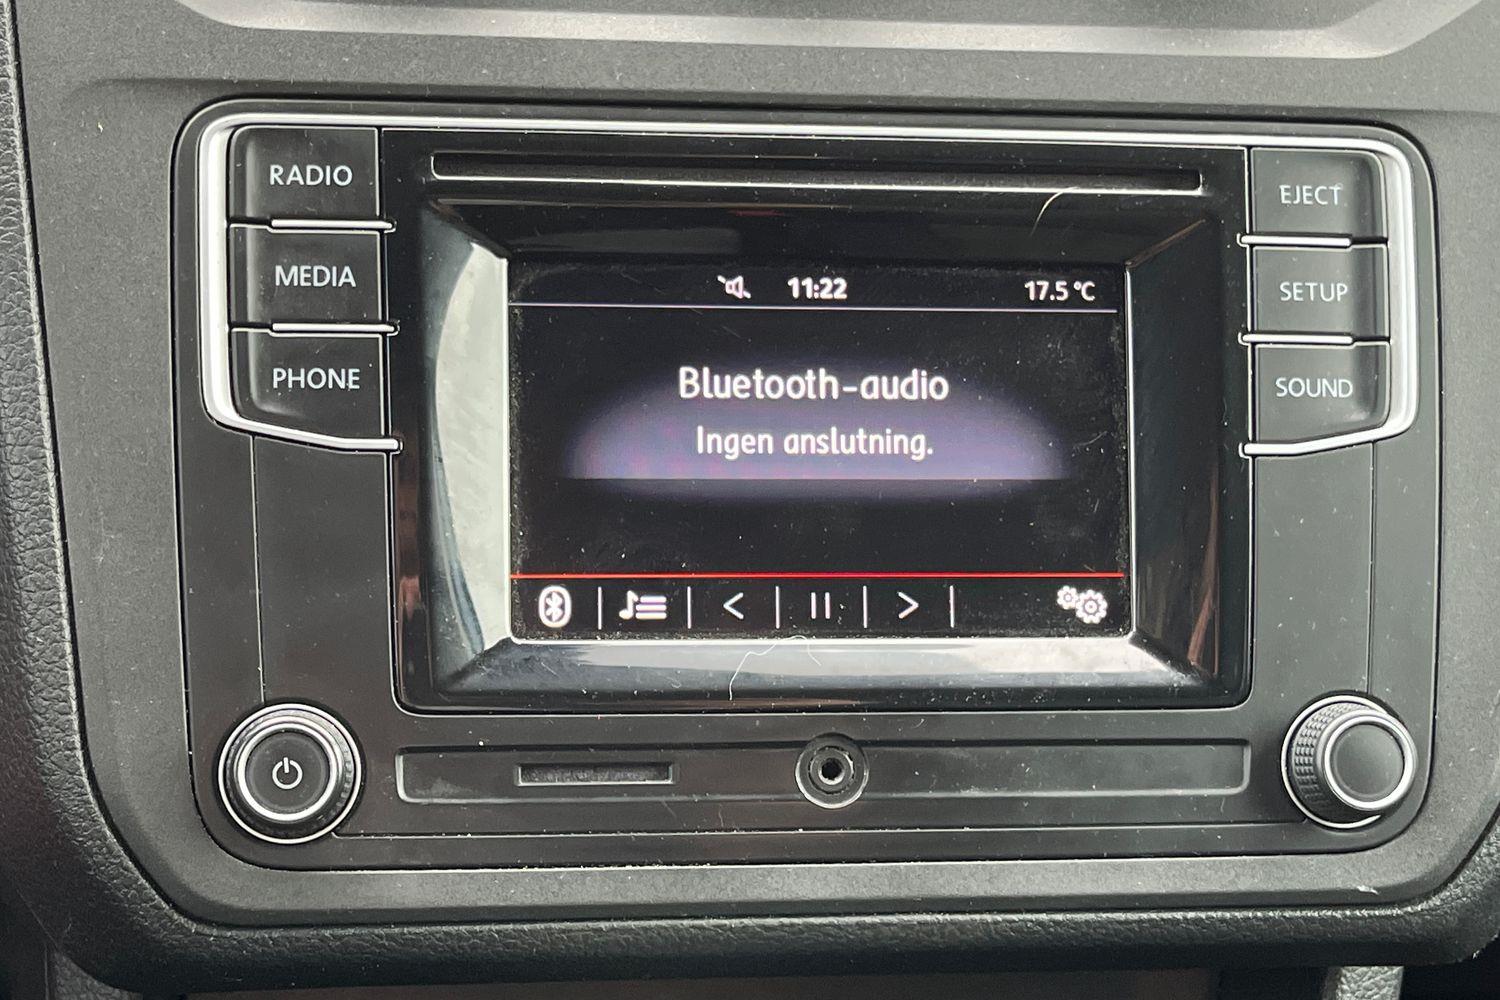 RADIO
MEDIA
PHONE
11:22
17.5 °C
Bluetooth-audio
Ingen anslutning.
EJECT
SETUP
SOUND